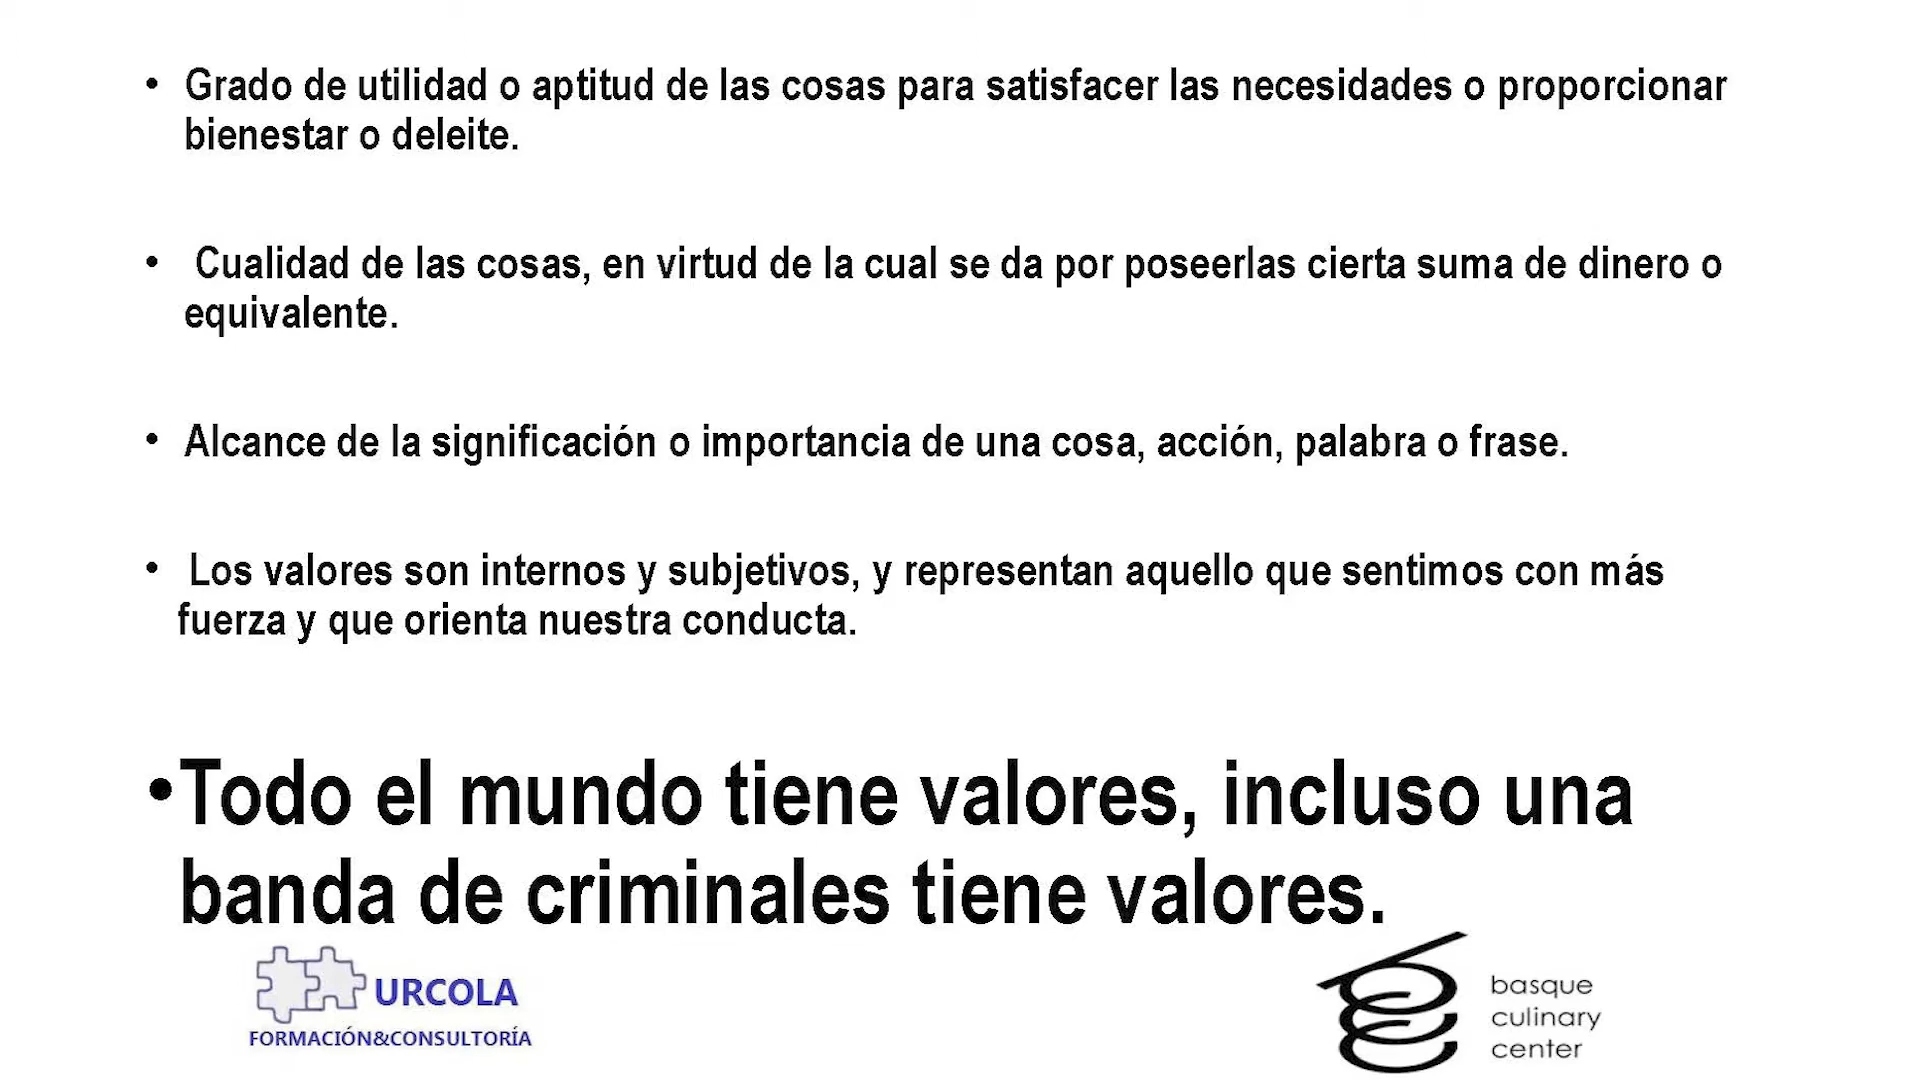 • Grado de utilidad o aptitud de las cosas para satisfacer las necesidades o proporcionar
bienestar o deleite.
• Cualidad de las cosas, en virtud de la cual se da por poseerlas cierta suma de dinero o
equivalente.
• Alcance de la significación o importancia de una cosa, acción, palabra o frase.
• Los valores son internos y subjetivos, y representan aquello que sentimos con más
fuerza y que orienta nuestra conducta.
• Todo el mundo tiene valores, incluso una
banda de criminales tiene valores.
URCOLA
FORMACIÓN&CONSULTORÍA
basque
culinary
center